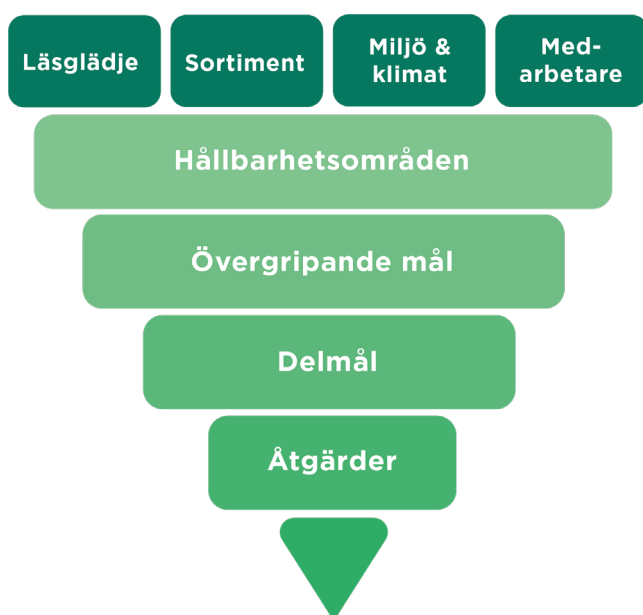 Läsglädje
Sortiment
Miljö &
klimat
Med-
arbetare
Hållbarhetsområden
Övergripande mål
Delmål
Åtgärder